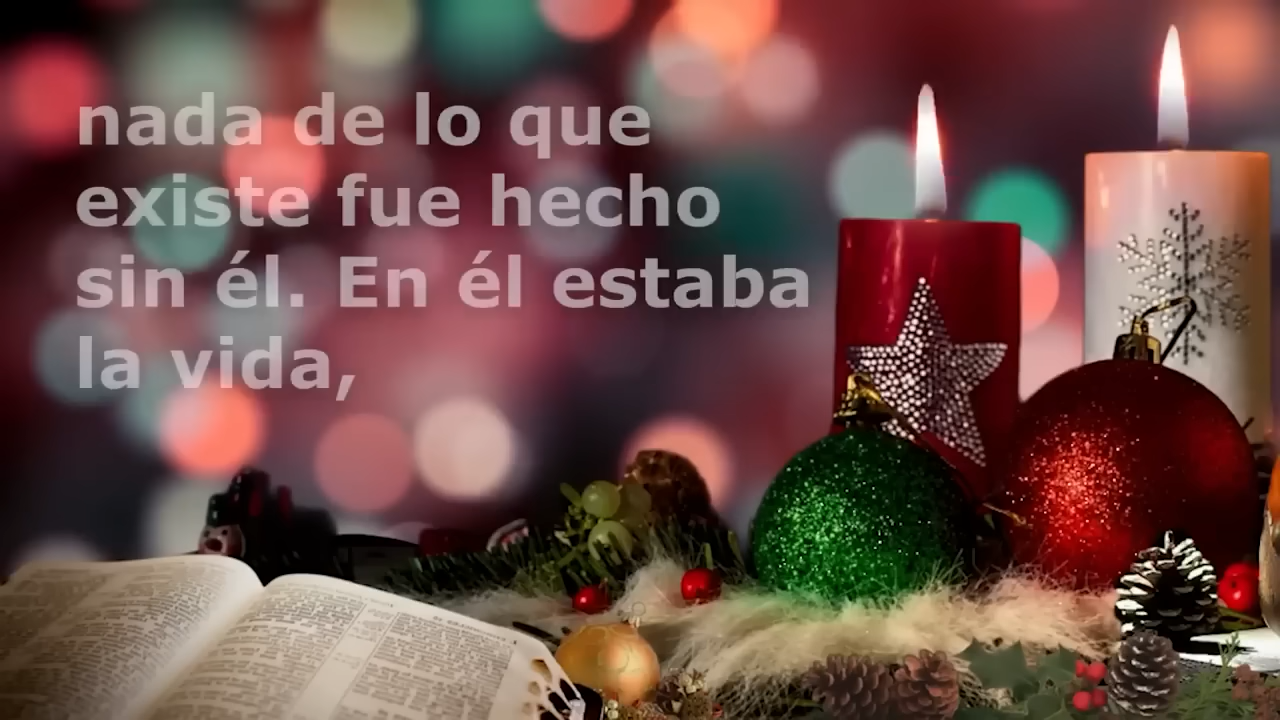 nada de lo que
existe fue hecho
sin él. En él estaba
la vida,